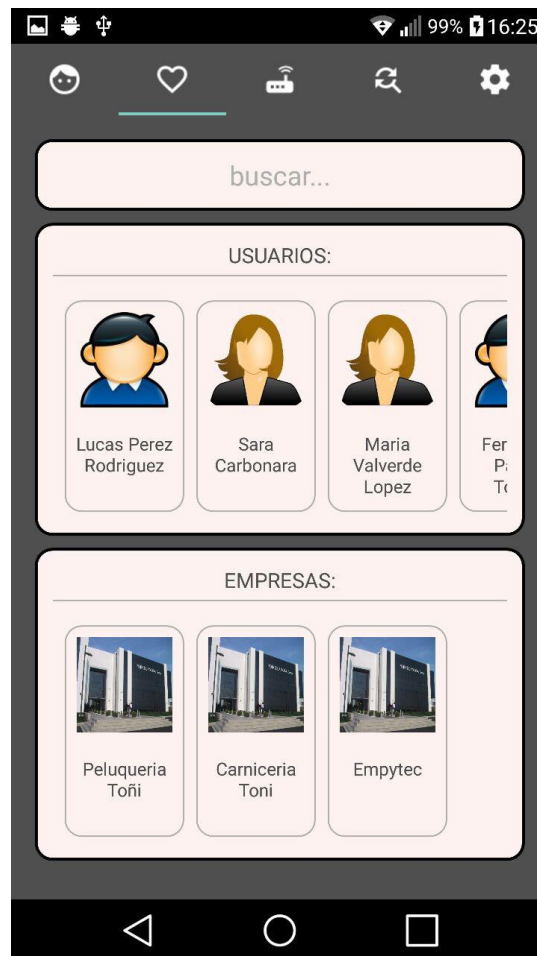 99% 16:25
buscar...
USUARIOS:
Lucas Perez
Rodriguez
Sara
Carbonara
Maria
Valverde
Lopez
Fer
EMPRESAS:
Peluqueria
Toñi
Carniceria
Toni
Empytec